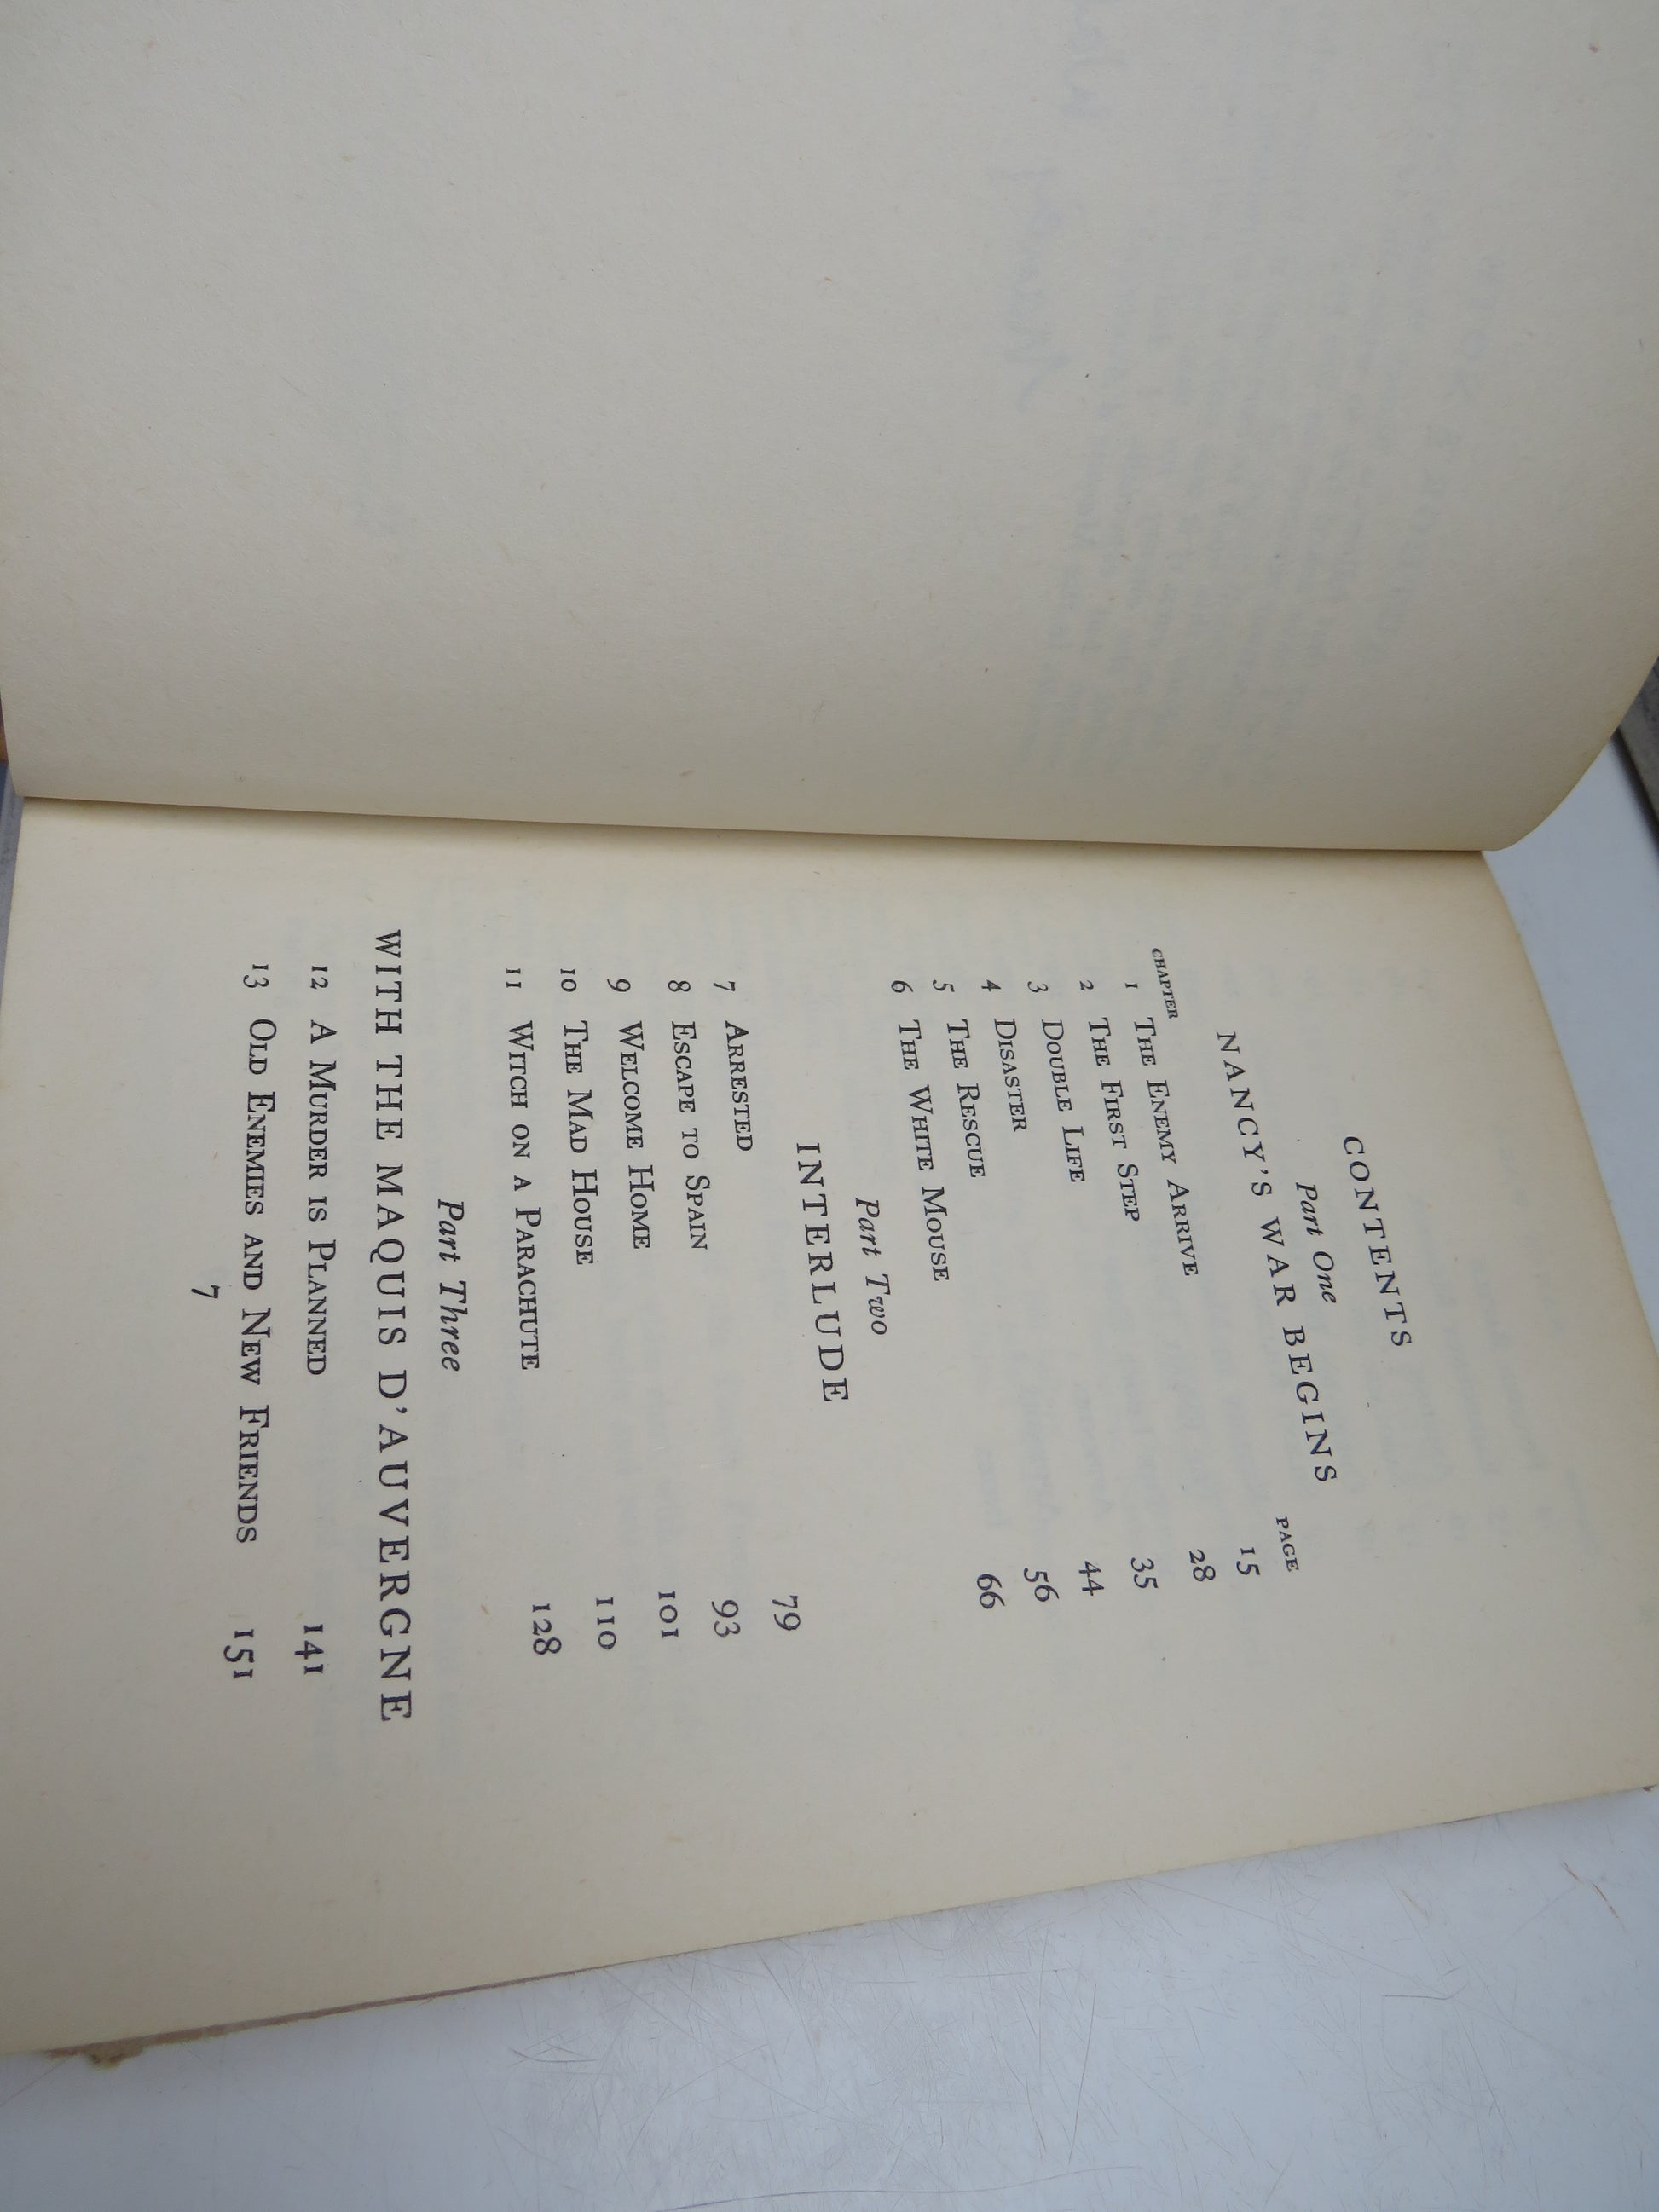 CONTENTS
Part One
NANCY'S WAR BEGINS
CHAPTER PAGE
1 THE ENEMY ARRIVE 15
2 THE FIRST STEP 28
3 DOUBLE LIFE 35
4 DISASTER 44
5 THE RESCUE 56
6 THE WHITE MOUSE 66
Part Two
INTERLUDE
7 ARRESTED 79
8 ESCAPE TO SPAIN 93
9 WELCOME HOME 101
10 THE MAD HOUSE 110
11 WITCH ON A PARACHUTE 128
Part Three
WITH THE MAQUIS D'AUVERGNE
12 A MURDER IS PLANNED 141
13 OLD ENEMIES AND NEW FRIENDS 151
7